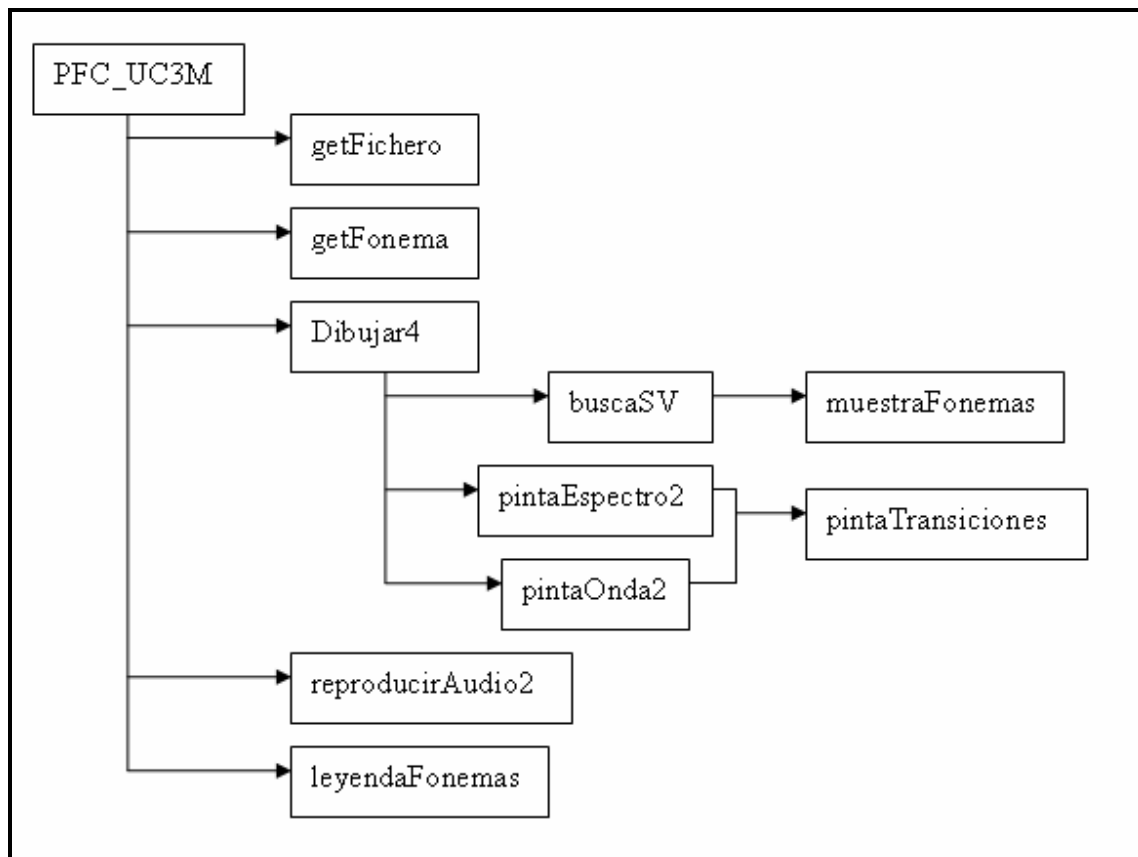 PFC_UC3M
getFichero
getFonema
Dibujar4
buscaSV
muestraFonemas
pintaEspectro2
pintaTransiciones
pintaOnda2
reproducirAudio2
leyendaFonemas